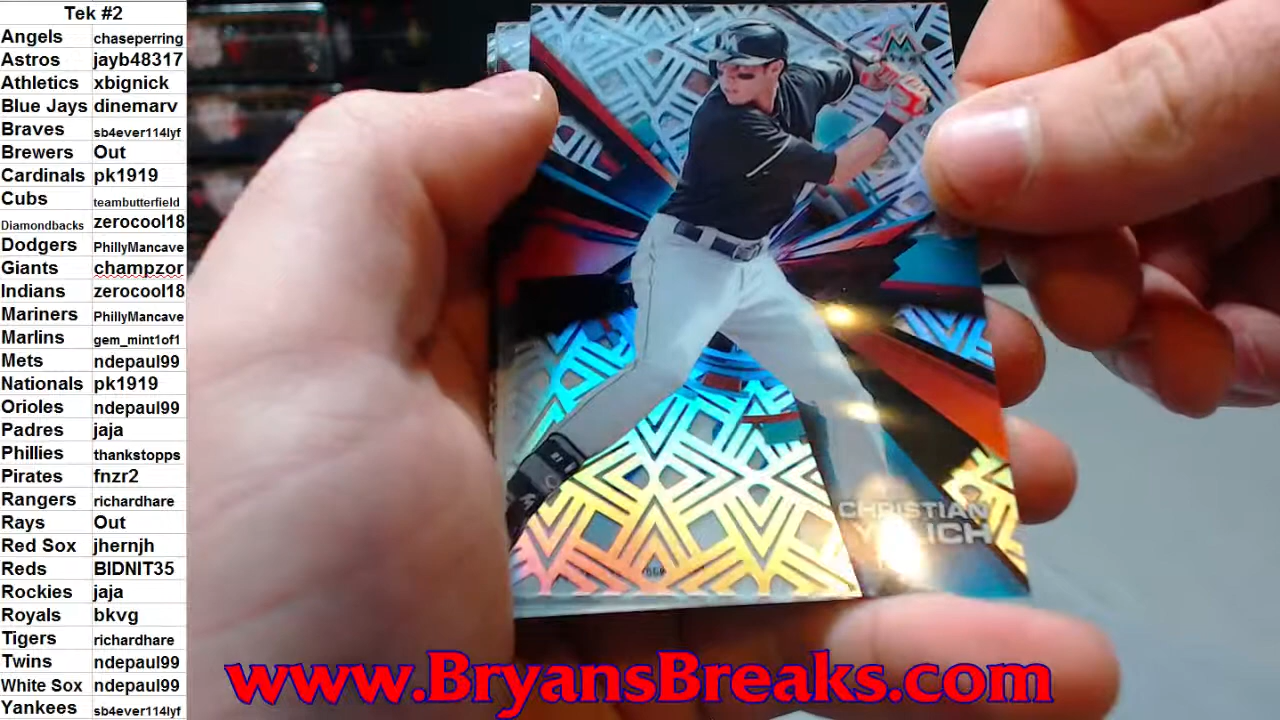 Tek #2
Angels chaseperring
Astros jayb48317
Athletics xbignick
Blue Jays dinemarv
Braves sb4ever114lyf
Brewers Out
Cardinals pk1919
Cubs teambutterfield
Diamondbacks zerocool18
Dodgers PhillyMancave
Giants champzor
Indians zerocool18
Mariners PhillyMancave
Marlins gem_mint1of1
Mets ndepaul99
Nationals pk1919
Orioles ndepaul99
Padres jaja
Phillies thankstopps
Pirates fnzr2
Rangers richardhare
Rays Out
Red Sox jhernjh
Reds BIDNIT35
Rockies jaja
Royals bkvg
Tigers richardhare
Twins ndepaul99
White Sox ndepaul99
Yankees sb4ever114lyf
CHRISTIAN
YELICH
www.BryansBreaks.com